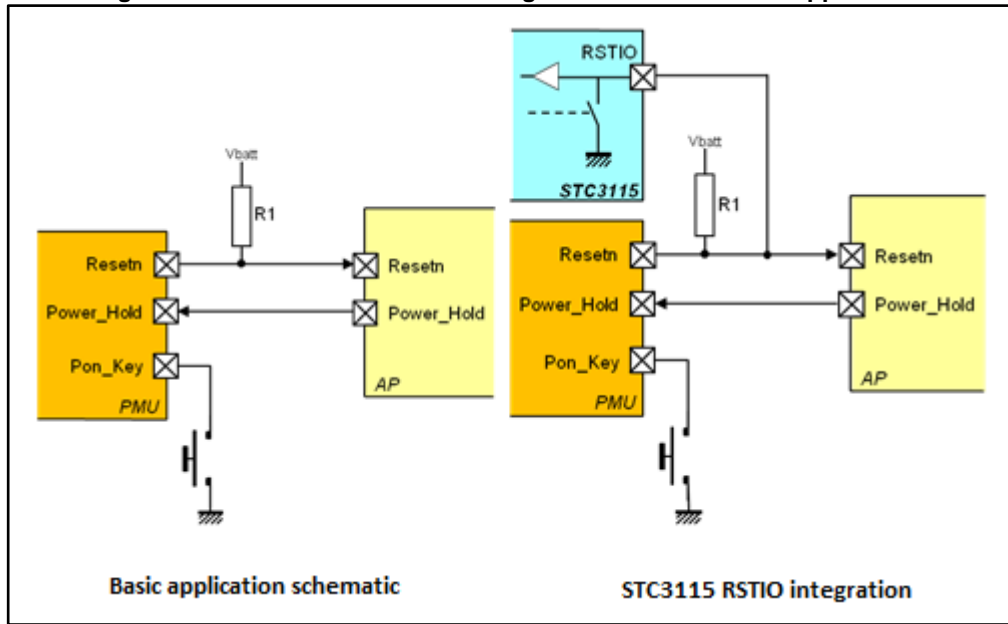 RSTIO
STC3115
Vbatt
R1
Resetn
Power_Hold
Pon_Key
PMU
Resetn
Power_Hold
AP
Vbatt
R1
Resetn
Power_Hold
Pon_Key
PMU
Resetn
Power_Hold
AP
Basic application schematic
STC3115 RSTIO integration